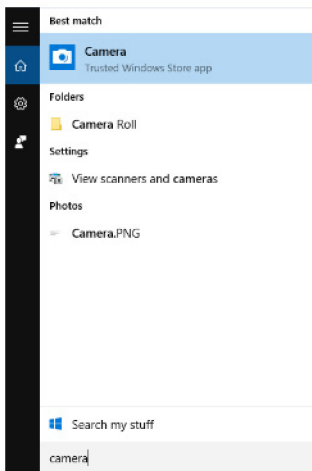 Best match
Camera
Trusted Windows Store app
Folders
Camera Roll
Settings
View scanners and cameras
Photos
Camera.PNG
Search my stuff
camera